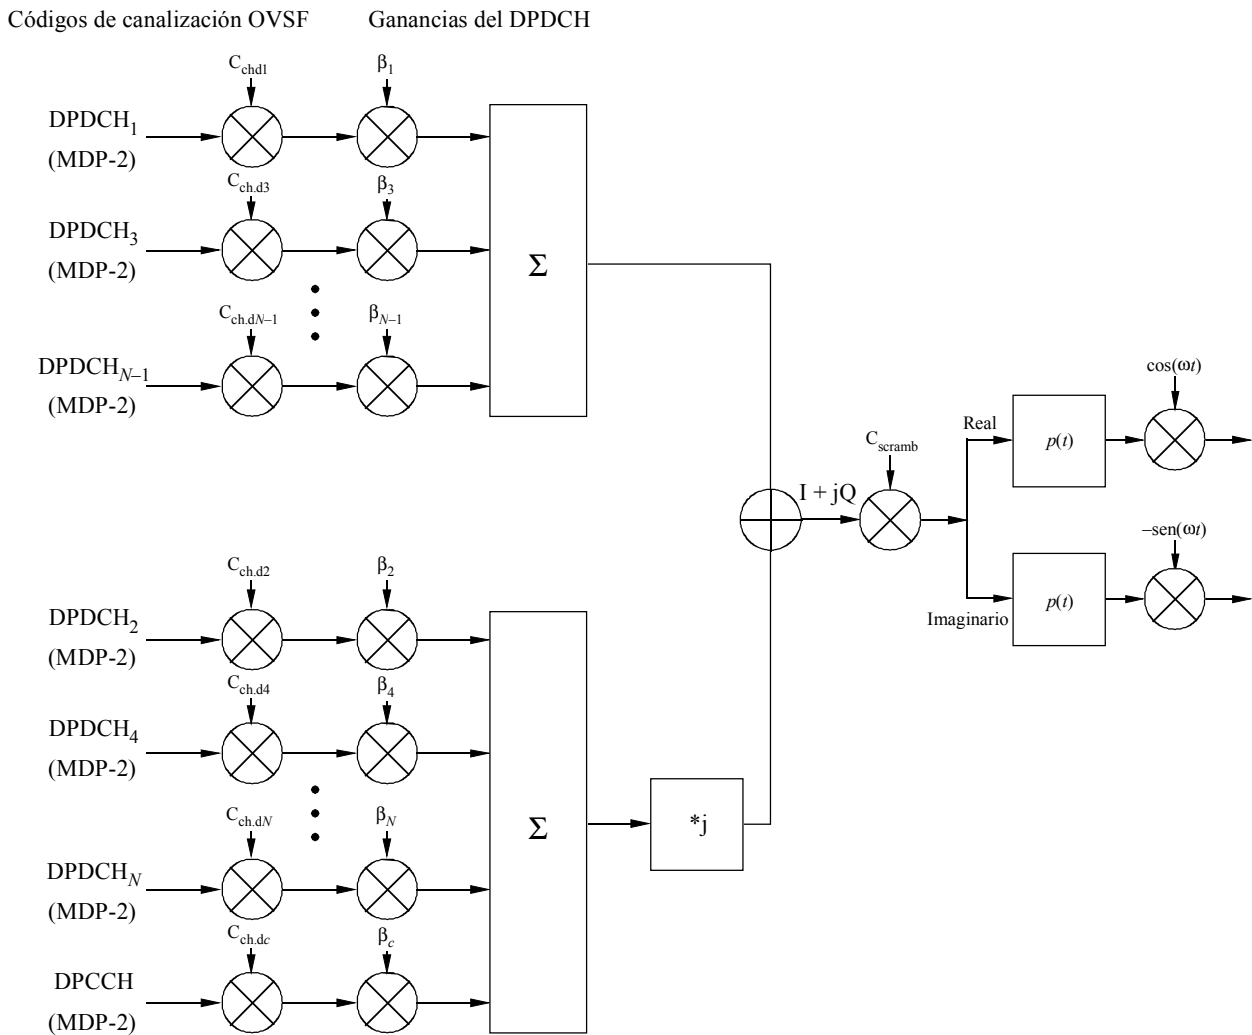 Códigos de canalización OVSF Ganancias del DPDCH
C_chd1 β_1
DPDCH_1
(MDP-2)
C_ch.d3 β_3
DPDCH_3
(MDP-2)
Σ
C_ch.dN–1 β_N–1
DPDCH_N–1
(MDP-2)
cos(ωt)
Real
p(t)
C_scramb
I + jQ
–sen(ωt)
p(t)
Imaginario
C_ch.d2 β_2
DPDCH_2
(MDP-2)
C_ch.d4 β_4
DPDCH_4
(MDP-2)
Σ
*j
C_ch.dN β_N
DPDCH_N
(MDP-2)
C_ch.dc β_c
DPCCH
(MDP-2)